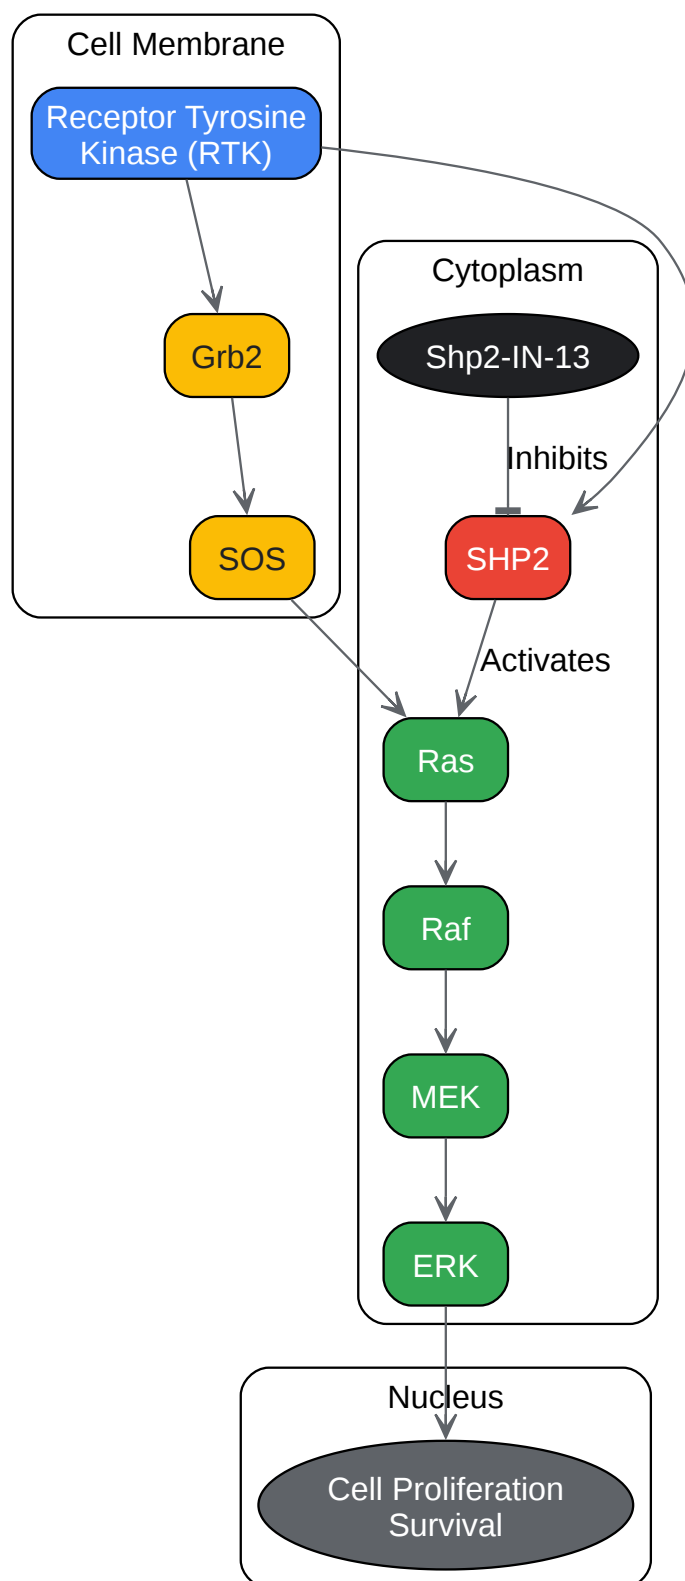 Cell Membrane
Receptor Tyrosine
Kinase (RTK)
Grb2
SOS
Cytoplasm
Shp2-IN-13
Inhibits
SHP2
Activates
Ras
Raf
MEK
ERK
Nucleus
Cell Proliferation
Survival